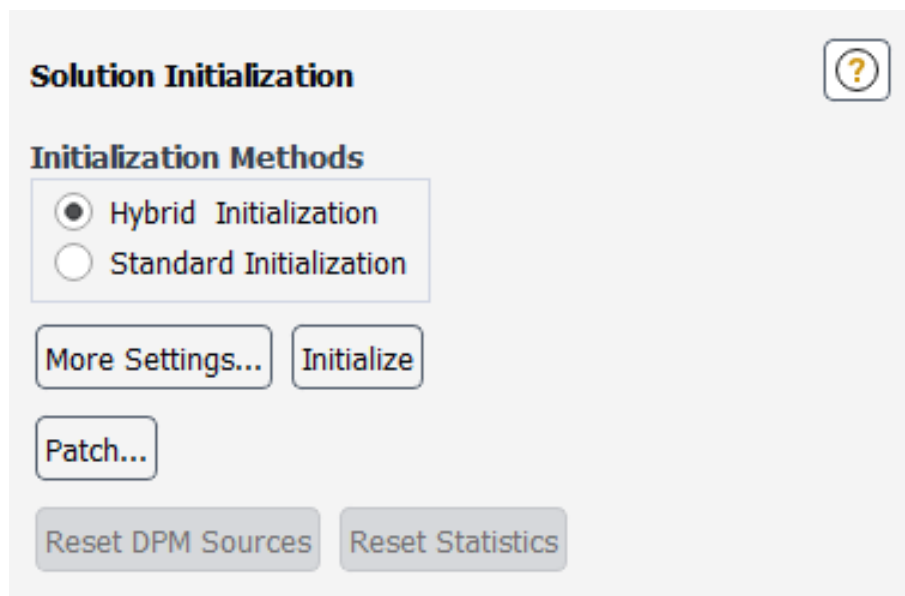 Solution Initialization
?
Initialization Methods
Hybrid Initialization
Standard Initialization
More Settings... Initialize
Patch...
Reset DPM Sources Reset Statistics